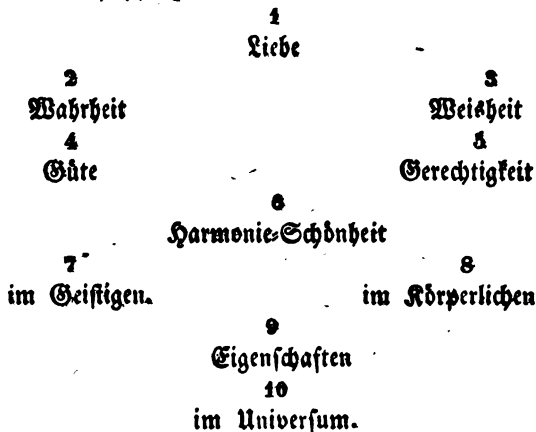 1
Liebe
2 3
Wahrheit Weisheit
4 5
Güte Gerechtigkeit
6
Harmonie-Schönheit
7 8
im Geistigen. im Körperlichen
9
Eigenschaften
10
im Universum.